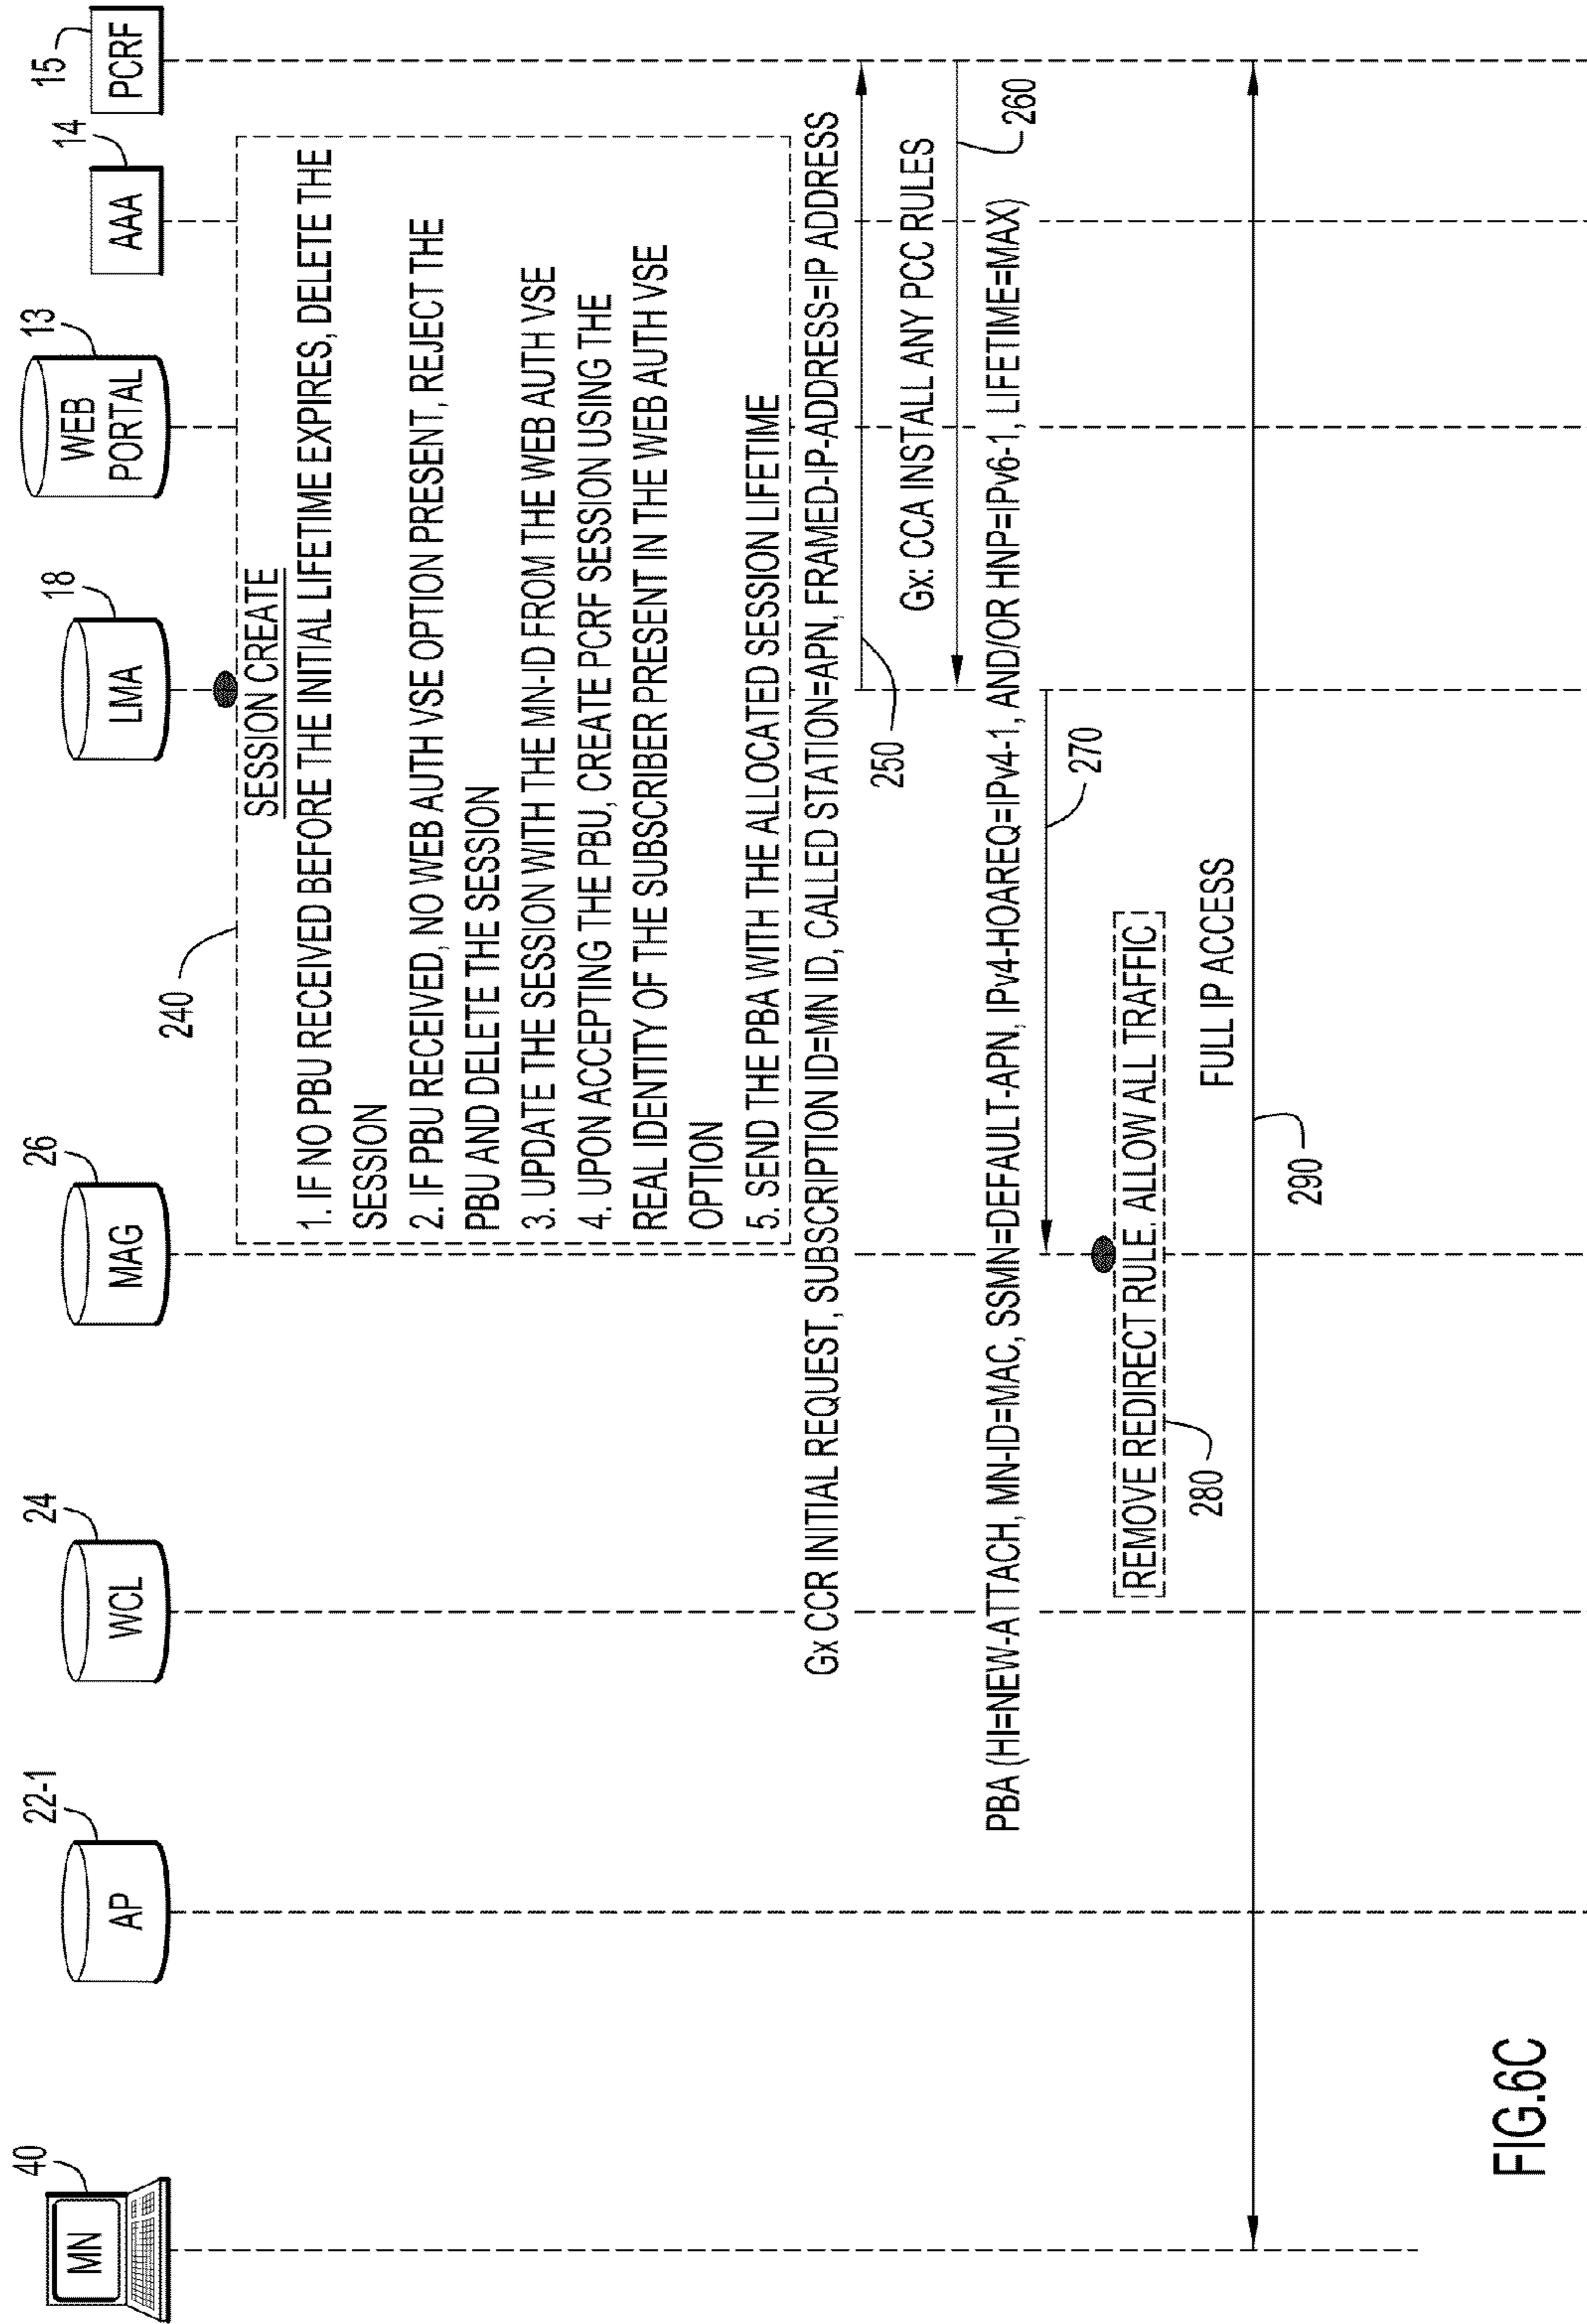 40
MN
22-1
AP
24
WCL
26
MAG
18
LMA
13
WEB
PORTAL
14
AAA
15
PCRF
240
SESSION CREATE
1. IF NO PBU RECEIVED BEFORE THE INITIAL LIFETIME EXPIRES, DELETE THE
SESSION
2. IF PBU RECEIVED, NO WEB AUTH VSE OPTION PRESENT, REJECT THE
PBU AND DELETE THE SESSION
3. UPDATE THE SESSION WITH THE MN-ID FROM THE WEB AUTH VSE
4. UPON ACCEPTING THE PBU, CREATE PCRF SESSION USING THE
REAL IDENTITY OF THE SUBSCRIBER PRESENT IN THE WEB AUTH VSE
OPTION
5. SEND THE PBA WITH THE ALLOCATED SESSION LIFETIME
Gx CCR INITIAL REQUEST, SUBSCRIPTION ID=MN ID, CALLED STATION=APN, FRAMED-IP-ADDRESS=IP ADDRESS
250
Gx: CCA INSTALL ANY PCC RULES
260
PBA (HI=NEW-ATTACH, MN-ID=MAC, SSMN=DEFAULT-APN, IPv4-HOAREQ=IPv4-1, AND/OR HNP=IPv6-1, LIFETIME=MAX)
270
REMOVE REDIRECT RULE. ALLOW ALL TRAFFIC
280
FULL IP ACCESS
290
FIG.6C